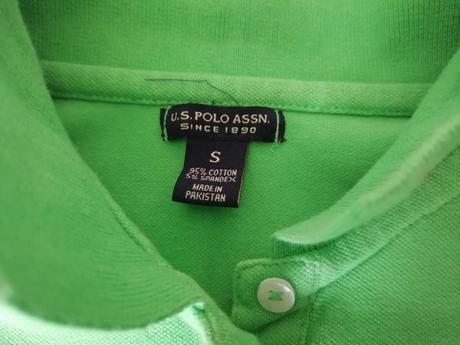 U.S. POLO ASSN.
SINCE 1890
S
95% COTTON
5% SPANDEX
MADE IN
PAKISTAN